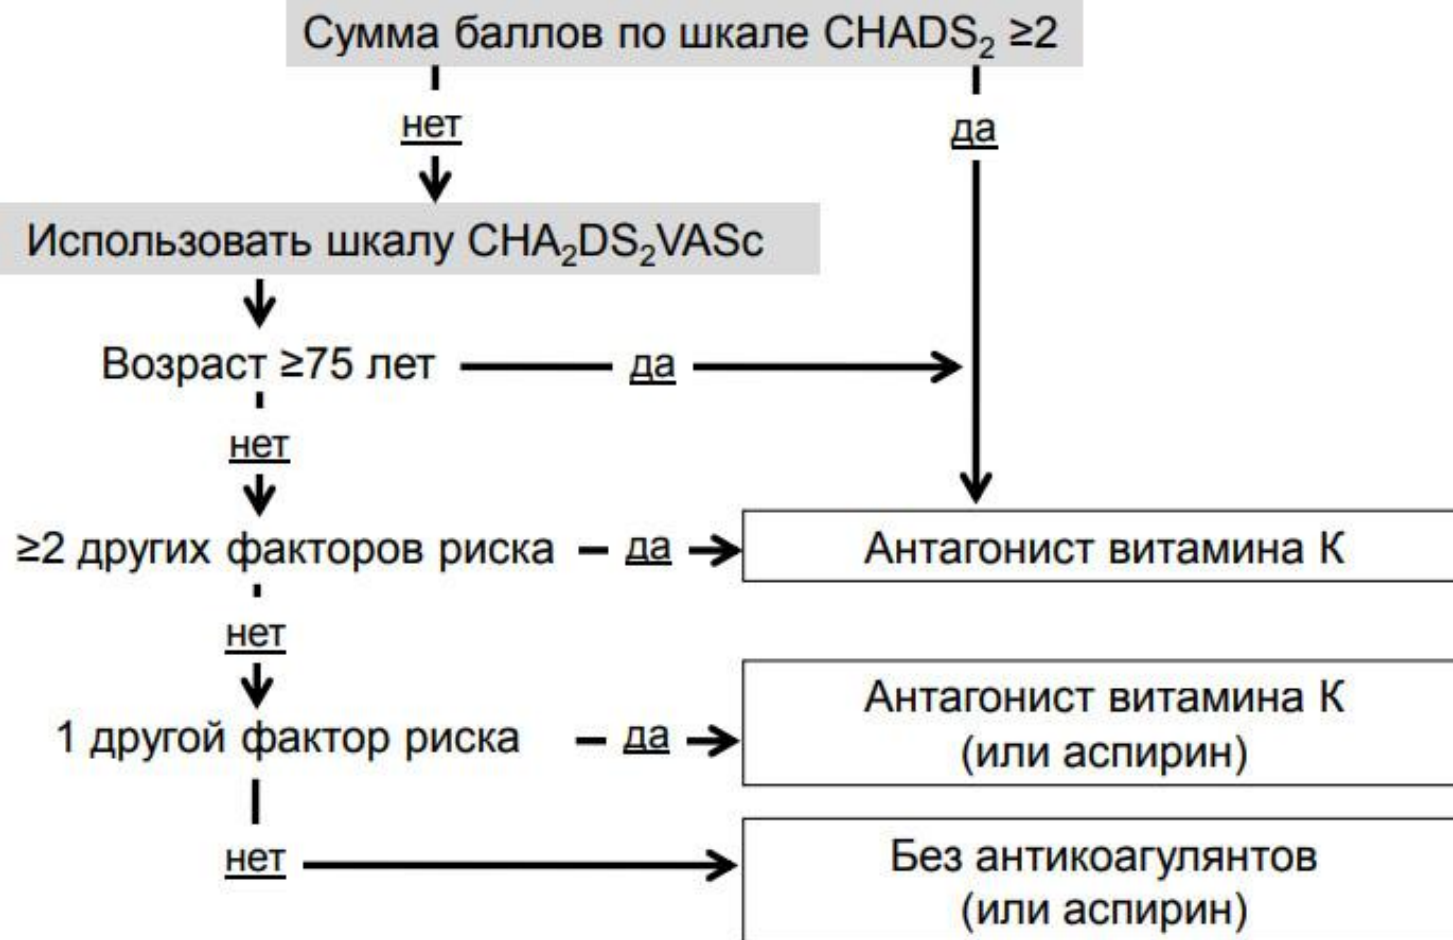 Сумма баллов по шкале CHADS₂ ≥2
нет
да
Использовать шкалу CHA₂DS₂VASc
Возраст ≥75 лет
да
нет
≥2 других факторов риска
да
Антагонист витамина К
нет
1 другой фактор риска
да
Антагонист витамина К
(или аспирин)
нет
Без антикоагулянтов
(или аспирин)